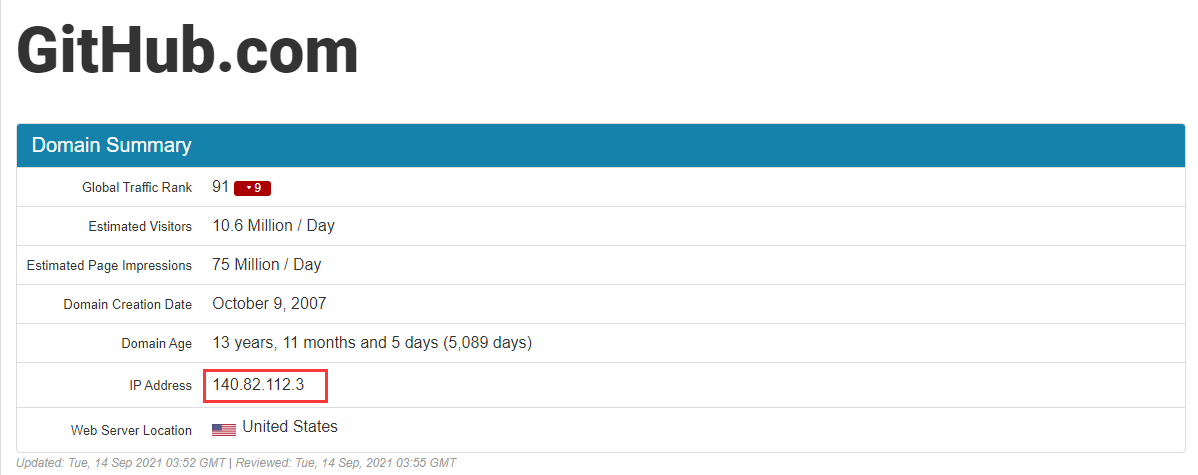 GitHub.com
Domain Summary
Global Traffic Rank 91 ▼ 9
Estimated Visitors 10.6 Million / Day
Estimated Page Impressions 75 Million / Day
Domain Creation Date October 9, 2007
Domain Age 13 years, 11 months and 5 days (5,089 days)
IP Address 140.82.112.3
Web Server Location United States
Updated: Tue, 14 Sep 2021 03:52 GMT | Reviewed: Tue, 14 Sep, 2021 03:55 GMT